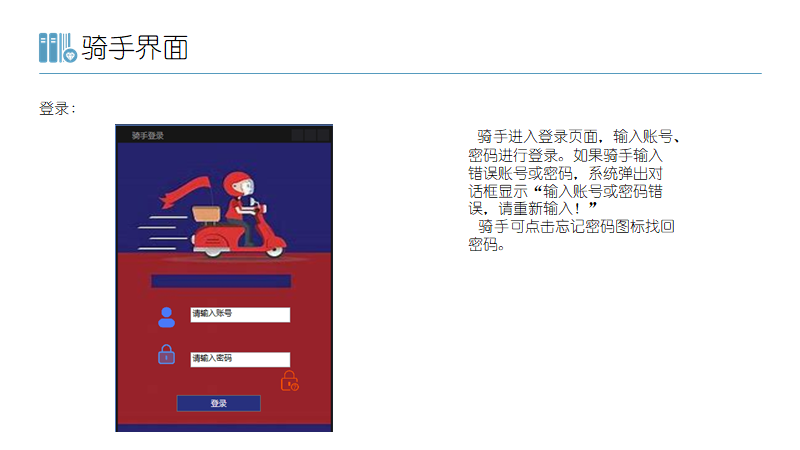 骑手界面
登录：
骑手登录
请输入账号
请输入密码
登录
骑手进入登录页面，输入账号、
密码进行登录。如果骑手输入
错误账号或密码，系统弹出对
话框显示“输入账号或密码错
误，请重新输入！”
骑手可点击忘记密码图标找回
密码。